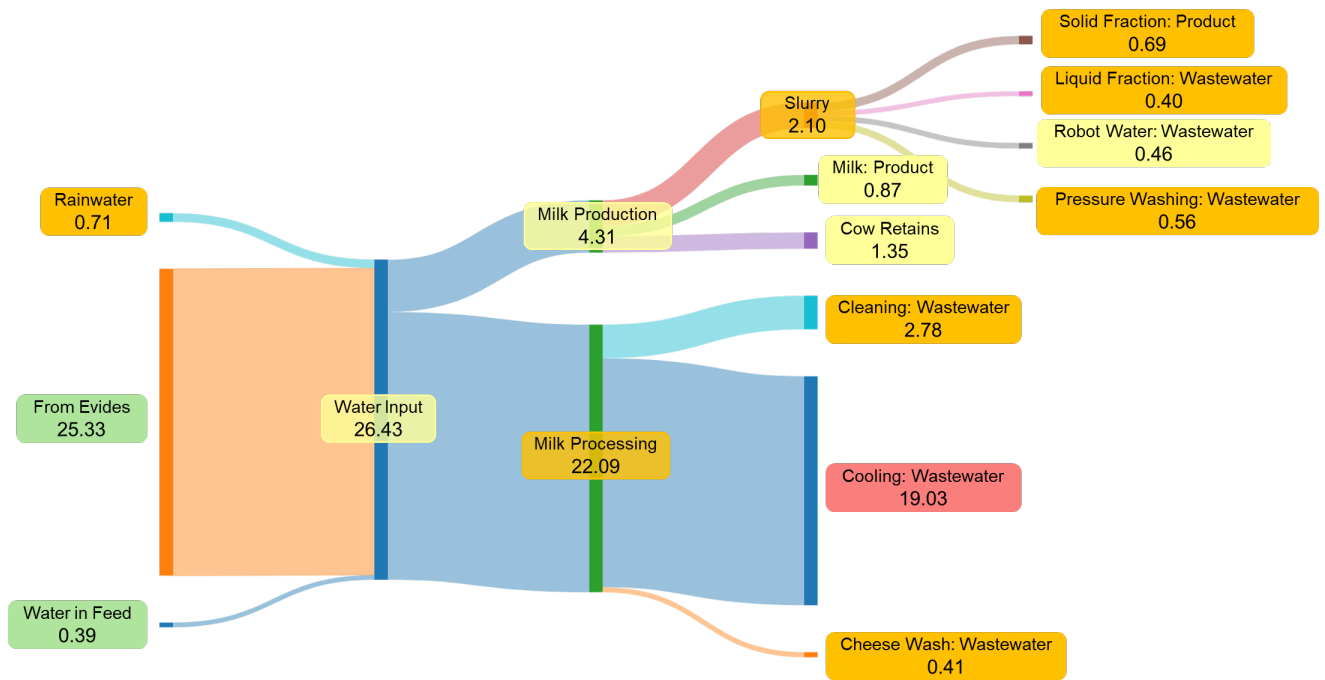 Solid Fraction: Product
0.69
Liquid Fraction: Wastewater
0.40
Slurry
2.10
Robot Water: Wastewater
0.46
Milk: Product
0.87
Pressure Washing: Wastewater
0.56
Rainwater
0.71
Milk Production
4.31
Cow Retains
1.35
Cleaning: Wastewater
2.78
From Evides
25.33
Water Input
26.43
Milk Processing
22.09
Cooling: Wastewater
19.03
Water in Feed
0.39
Cheese Wash: Wastewater
0.41